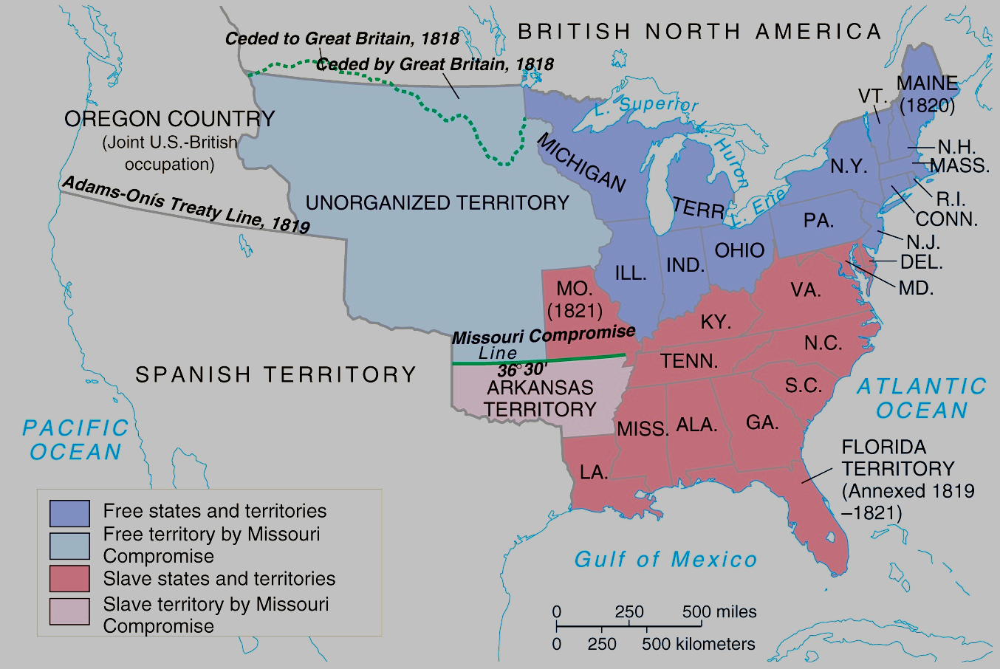 Ceded to Great Britain, 1818
BRITISH NORTH AMERICA
Ceded by Great Britain, 1818
MAINE
(1820)
VT.
L. Superior
OREGON COUNTRY
(Joint U.S.-British
occupation)
L. Huron
N.H.
MASS.
MICHIGAN
TERR.
N.Y.
Adams-Onís Treaty Line, 1819
UNORGANIZED TERRITORY
L. Erie
R.I.
CONN.
PA.
N.J.
OHIO
DEL.
IND.
ILL.
MD.
MO.
(1821)
VA.
KY.
Missouri Compromise
Line
36°30'
N.C.
TENN.
SPANISH TERRITORY
ARKANSAS
TERRITORY
S.C.
ATLANTIC
OCEAN
PACIFIC
OCEAN
MISS.
ALA.
GA.
FLORIDA
TERRITORY
(Annexed 1819
–1821)
LA.
Gulf of Mexico
Free states and territories
Free territory by Missouri
Compromise
Slave states and territories
Slave territory by Missouri
Compromise
0 250 500 miles
0 250 500 kilometers